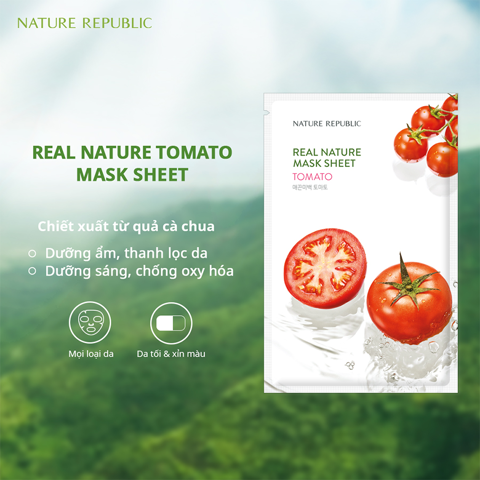 NATURE REPUBLIC
REAL NATURE TOMATO
MASK SHEET
Chiết xuất từ quả cà chua
Dưỡng ẩm, thanh lọc da
Dưỡng sáng, chống oxy hóa
Mọi loại da
Da tối & xỉn màu
NATURE REPUBLIC
REAL NATURE
MASK SHEET
TOMATO